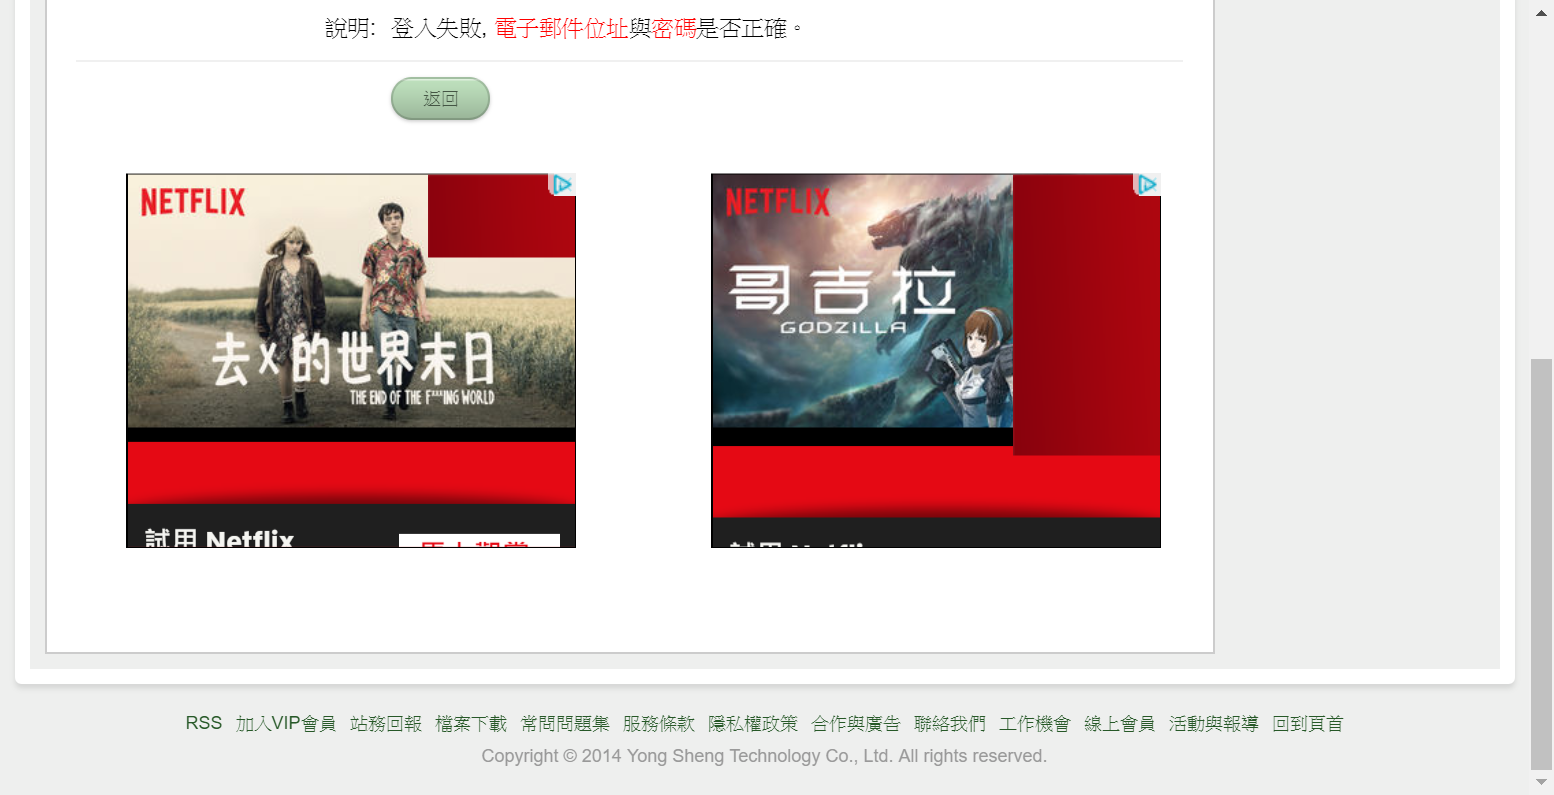 說明: 登入失敗, 電子郵件位址與密碼是否正確。
返回
NETFLIX
去x的世界末日
THE END OF THE F***ING WORLD
試用 Netflix
NETFLIX
哥吉拉
GODZILLA
RSS 加入VIP會員 站務回報 檔案下載 常問問題集 服務條款 隱私權政策 合作與廣告 聯絡我們 工作機會 線上會員 活動與報導 回到頁首
Copyright © 2014 Yong Sheng Technology Co., Ltd. All rights reserved.